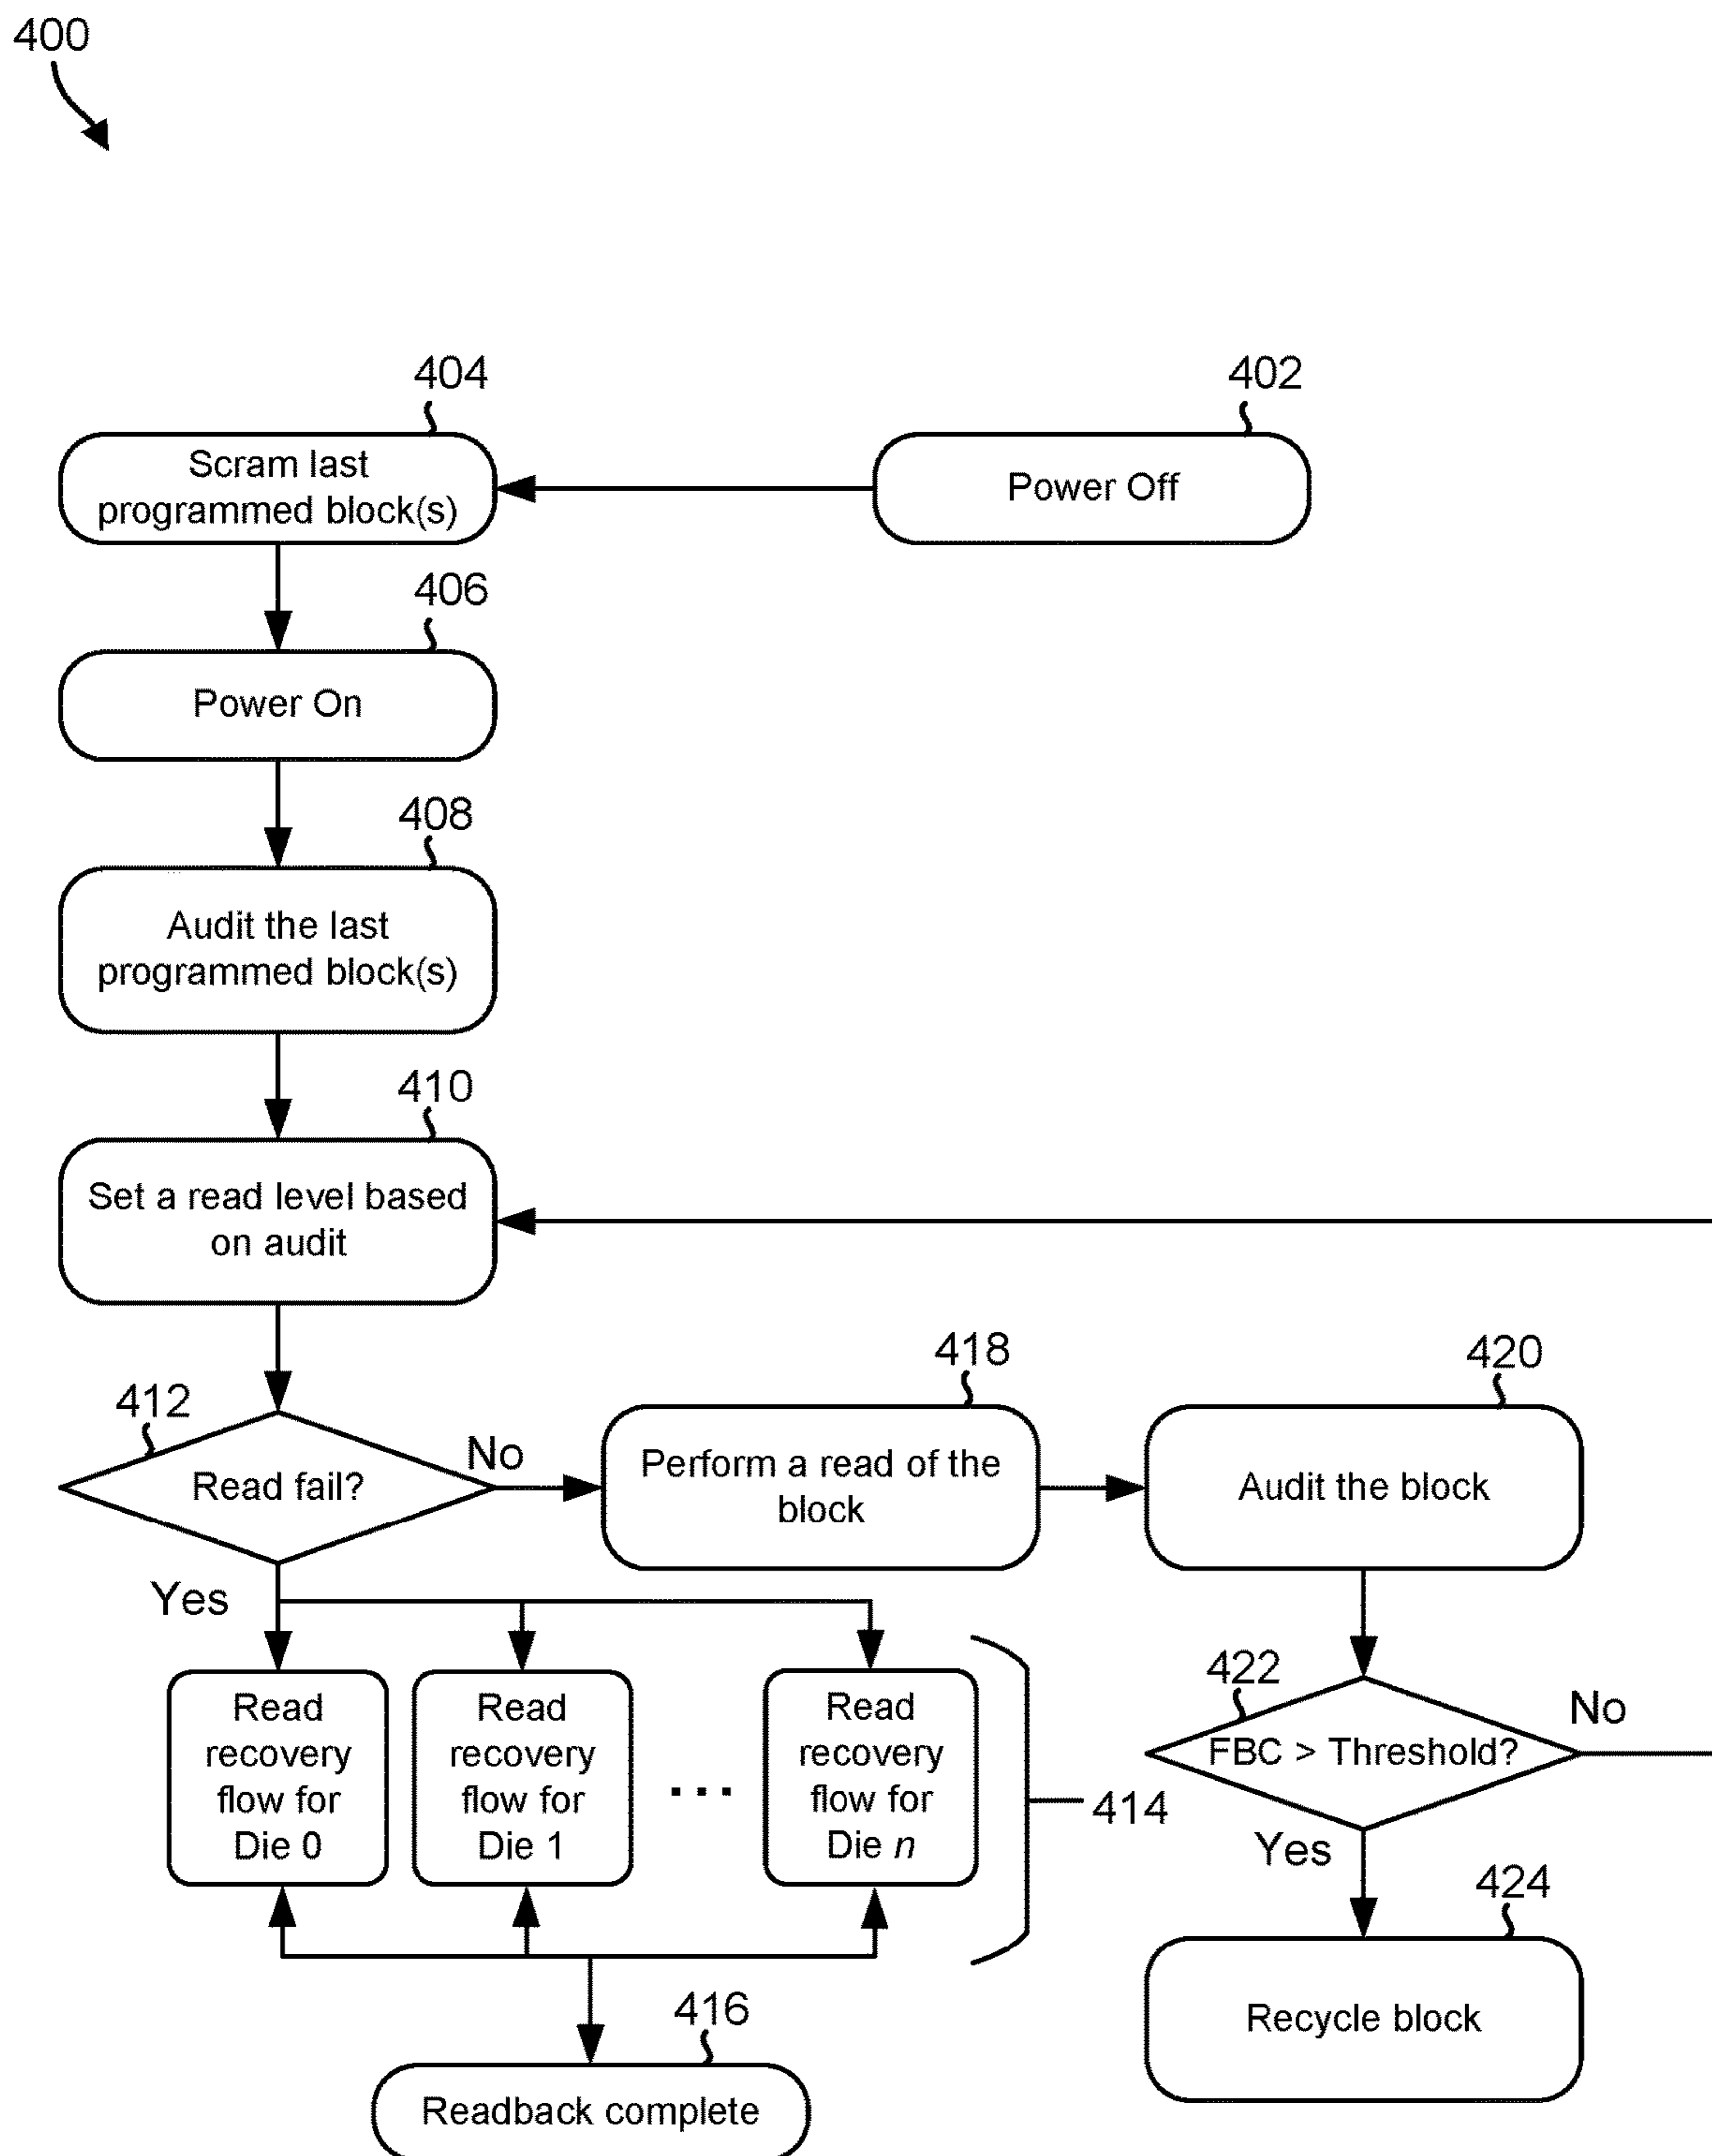 400
404
402
Scram last
programmed block(s)
Power Off
406
Power On
408
Audit the last
programmed block(s)
410
Set a read level based
on audit
412
Read fail?
No
418
Perform a read of the
block
420
Audit the block
Yes
Read
recovery
flow for
Die 0
Read
recovery
flow for
Die 1
...
Read
recovery
flow for
Die n
414
422
FBC > Threshold?
No
Yes
424
Recycle block
416
Readback complete